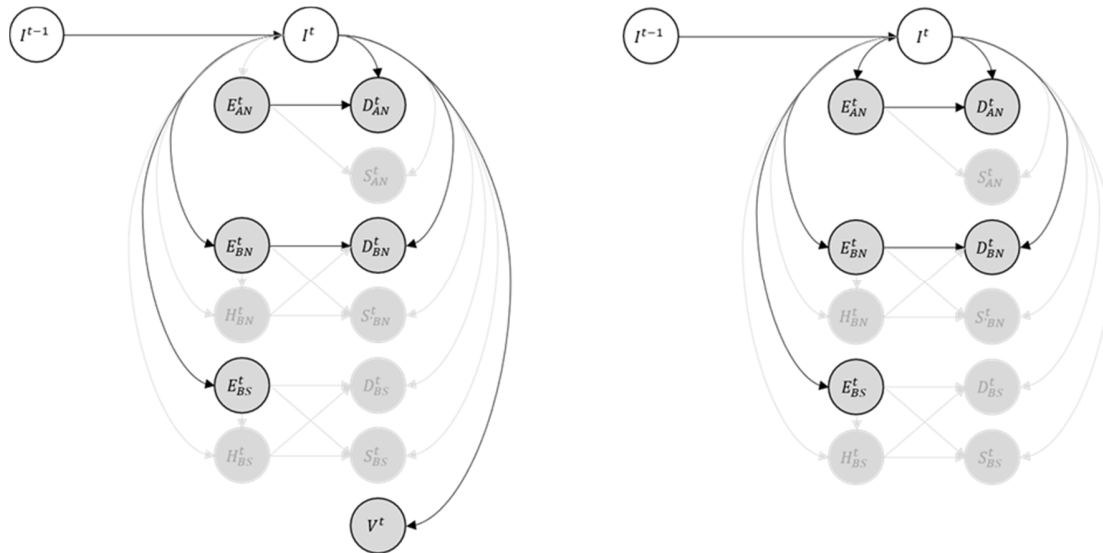 I^{t-1} I^t
E^t_{AN} D^t_{AN}
S^t_{AN}
E^t_{BN} D^t_{BN}
H^t_{BN} S^t_{BN}
E^t_{BS} D^t_{BS}
H^t_{BS} S^t_{BS}
V^t
I^{t-1} I^t
E^t_{AN} D^t_{AN}
S^t_{AN}
E^t_{BN} D^t_{BN}
H^t_{BN} S^t_{BN}
E^t_{BS} D^t_{BS}
H^t_{BS} S^t_{BS}